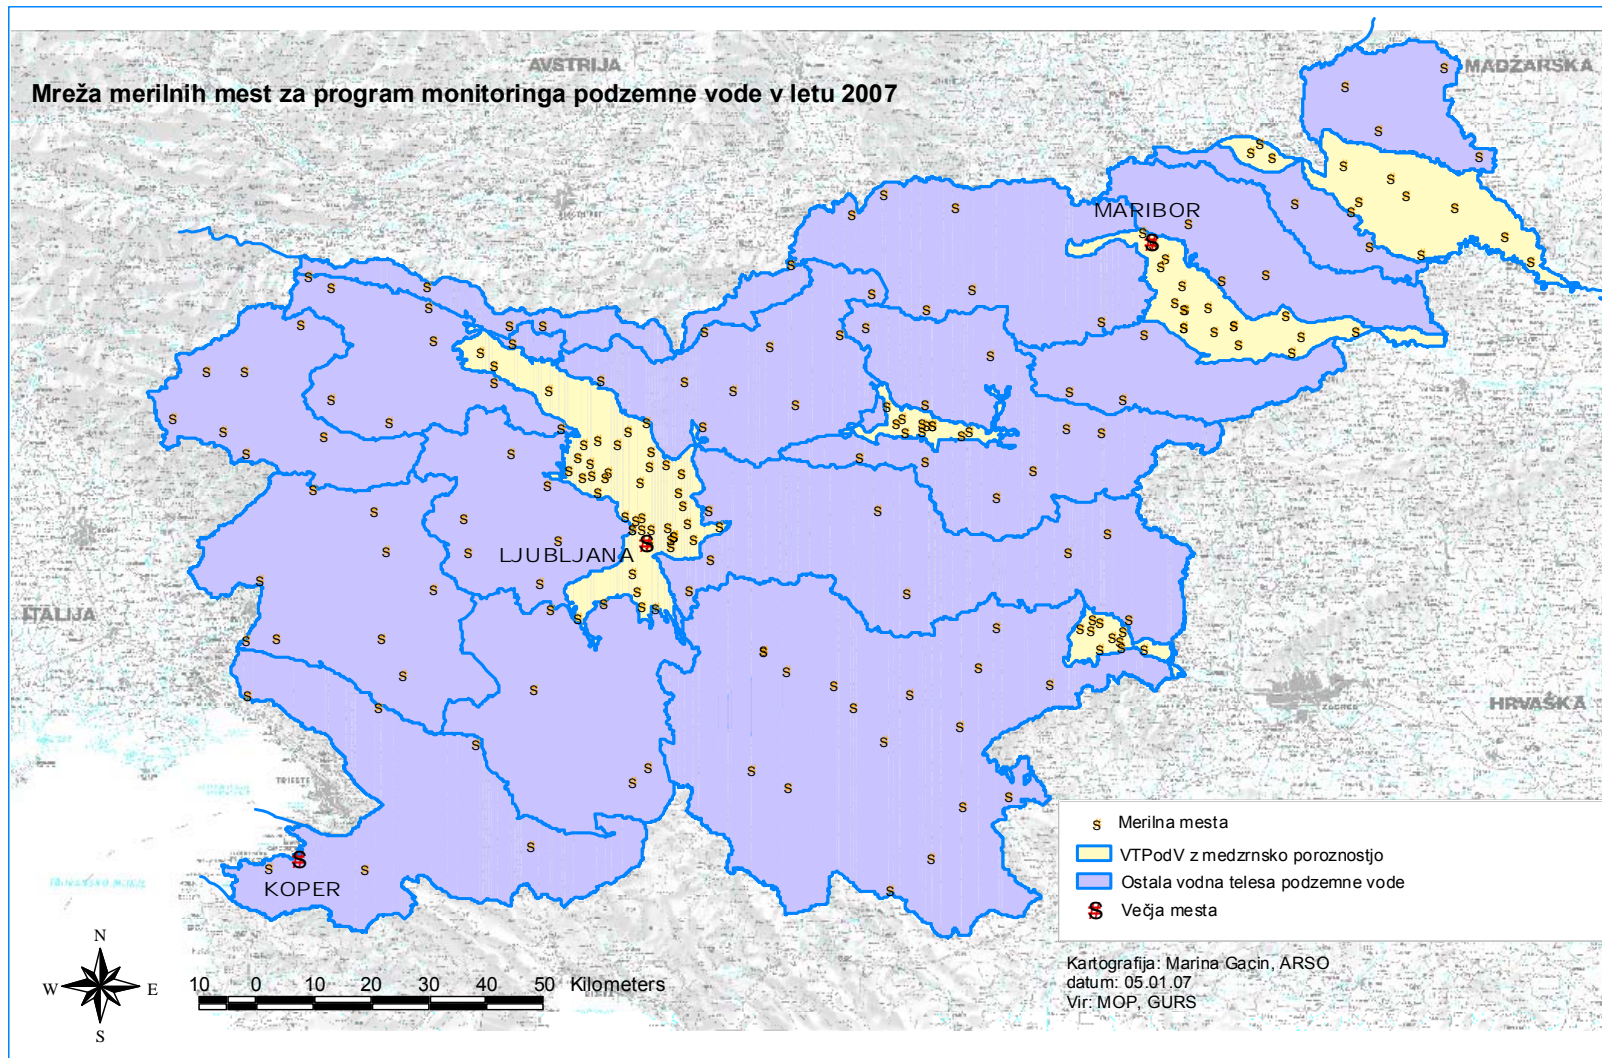 AVSTRIJA
MADŽARSKA
Mreža merilnih mest za program monitoringa podzemne vode v letu 2007
MARIBOR
LJUBLJANA
ITALIJA
HRVAŠKA
ZAGREB
TRIESTE
KOPER
s Merilna mesta
VTPodV z medzrnsko poroznostjo
Ostala vodna telesa podzemne vode
S Večja mesta
N
W E
S
10 0 10 20 30 40 50 Kilometers
Kartografija: Marina Gacin, ARSO
datum: 05.01.07
Vir: MOP, GURS